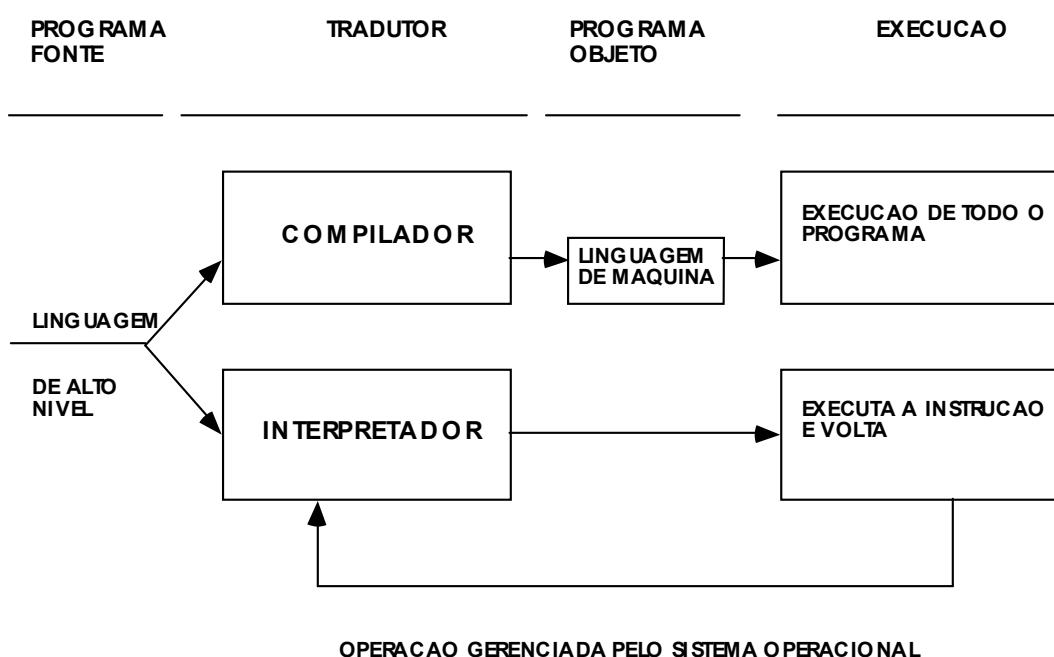 PROGRAMA
FONTE
TRADUTOR
PROGRAMA
OBJETO
EXECUCAO
COMPILADOR
LINGUAGEM
DE MAQUINA
EXECUCAO DE TODO O
PROGRAMA
LINGUAGEM
DE ALTO
NIVEL
INTERPRETADOR
EXECUTA A INSTRUCAO
E VOLTA
OPERACAO GERENCIADA PELO SISTEMA OPERACIONAL